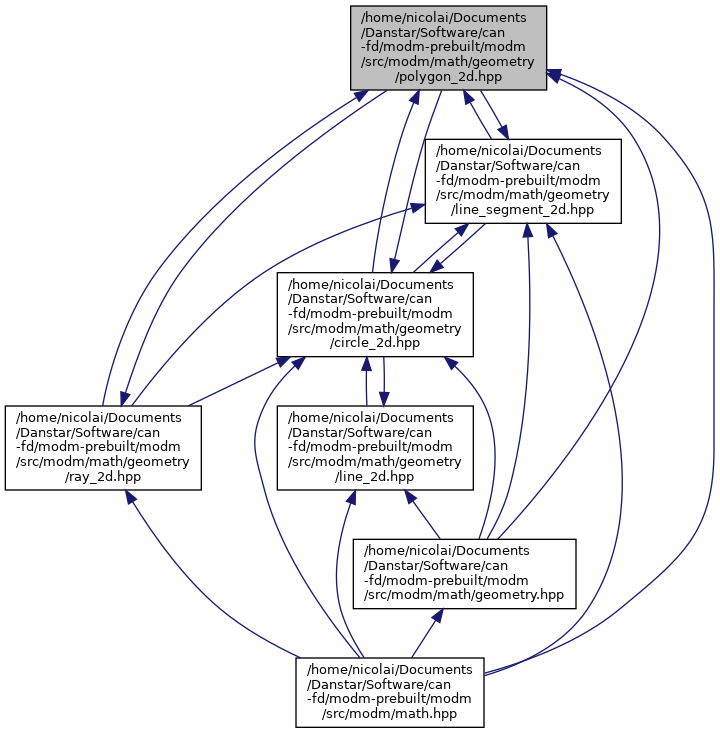 /home/nicolai/Documents
/Danstar/Software/can
-fd/modm-prebuilt/modm
/src/modm/math/geometry
/polygon_2d.hpp
/home/nicolai/Documents
/Danstar/Software/can
-fd/modm-prebuilt/modm
/src/modm/math/geometry
/line_segment_2d.hpp
/home/nicolai/Documents
/Danstar/Software/can
-fd/modm-prebuilt/modm
/src/modm/math/geometry
/circle_2d.hpp
/home/nicolai/Documents
/Danstar/Software/can
-fd/modm-prebuilt/modm
/src/modm/math/geometry
/ray_2d.hpp
/home/nicolai/Documents
/Danstar/Software/can
-fd/modm-prebuilt/modm
/src/modm/math/geometry
/line_2d.hpp
/home/nicolai/Documents
/Danstar/Software/can
-fd/modm-prebuilt/modm
/src/modm/math/geometry.hpp
/home/nicolai/Documents
/Danstar/Software/can
-fd/modm-prebuilt/modm
/src/modm/math.hpp